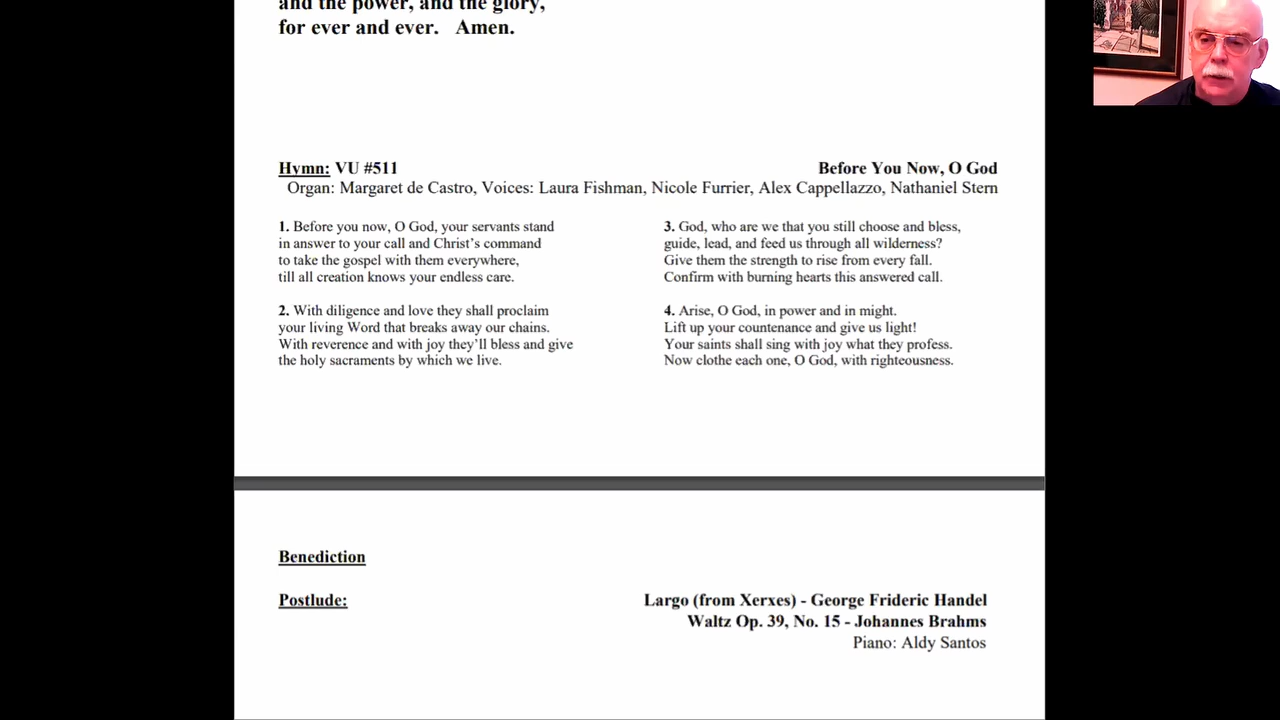 and the power, and the glory,
for ever and ever. Amen.
Hymn: VU #511
Before You Now, O God
Organ: Margaret de Castro, Voices: Laura Fishman, Nicole Furrier, Alex Cappellazzo, Nathaniel Stern
1. Before you now, O God, your servants stand
in answer to your call and Christ's command
to take the gospel with them everywhere,
till all creation knows your endless care.
2. With diligence and love they shall proclaim
your living Word that breaks away our chains.
With reverence and with joy they'll bless and give
the holy sacraments by which we live.
3. God, who are we that you still choose and bless,
guide, lead, and feed us through all wilderness?
Give them the strength to rise from every fall.
Confirm with burning hearts this answered call.
4. Arise, O God, in power and in might.
Lift up your countenance and give us light!
Your saints shall sing with joy what they profess.
Now clothe each one, O God, with righteousness.
Benediction
Postlude:
Largo (from Xerxes) - George Frideric Handel
Waltz Op. 39, No. 15 - Johannes Brahms
Piano: Aldy Santos